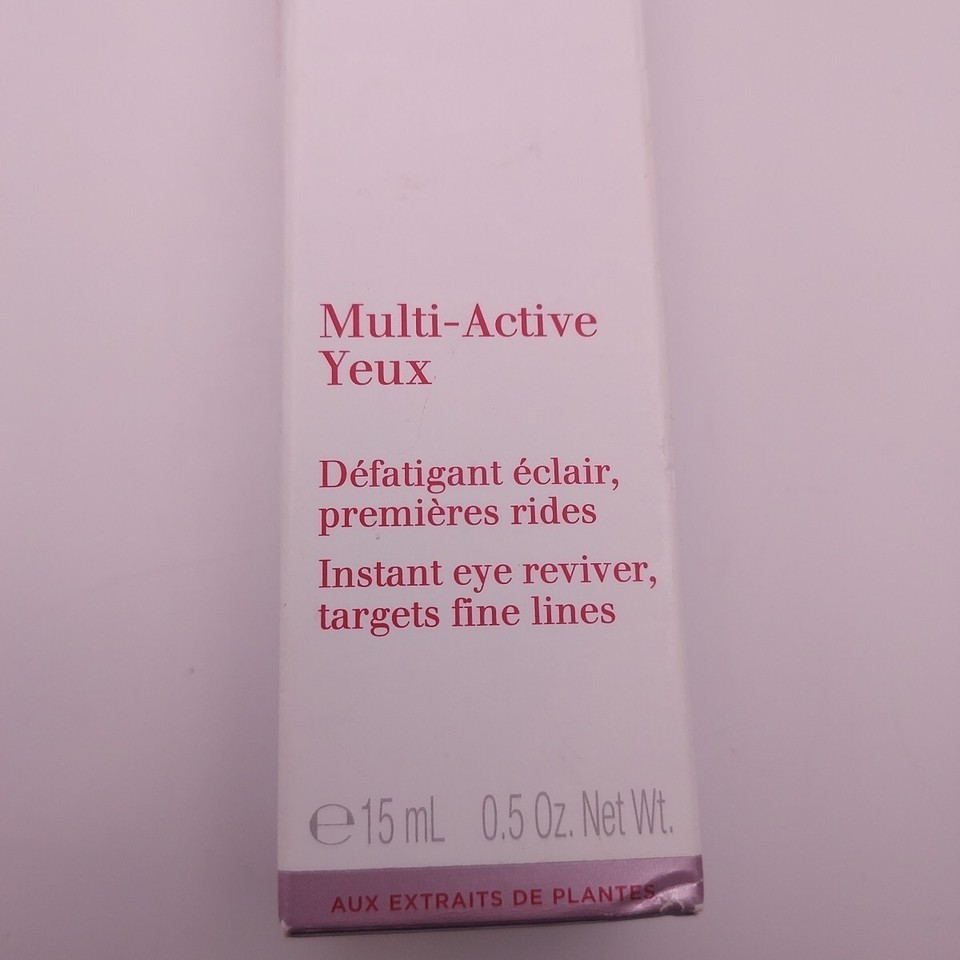 Multi-Active
Yeux
Défatigant éclair,
premières rides
Instant eye reviver,
targets fine lines
℮15 mL 0.5 Oz. Net Wt.
AUX EXTRAITS DE PLANTES